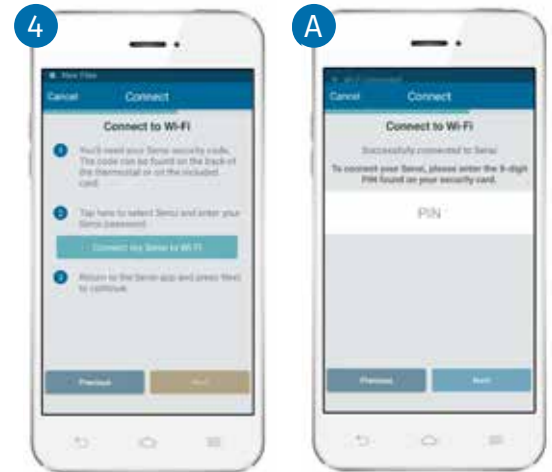 4
Cancel Connect
Connect to Wi-Fi
1 You'll need your Sensi security code.
The code can be found on the back of
the thermostat or on the included
card.
2 Tap here to select Sensi and enter your
Sensi password.
Connect my Sensi to Wi-Fi
3 Return to the Sensi app and press Next
to continue.
Previous Next
A
Cancel Connect
Connect to Wi-Fi
Successfully connected to Sensi
To connect your Sensi, please enter the
PIN found on your security card.
PIN
Previous Next